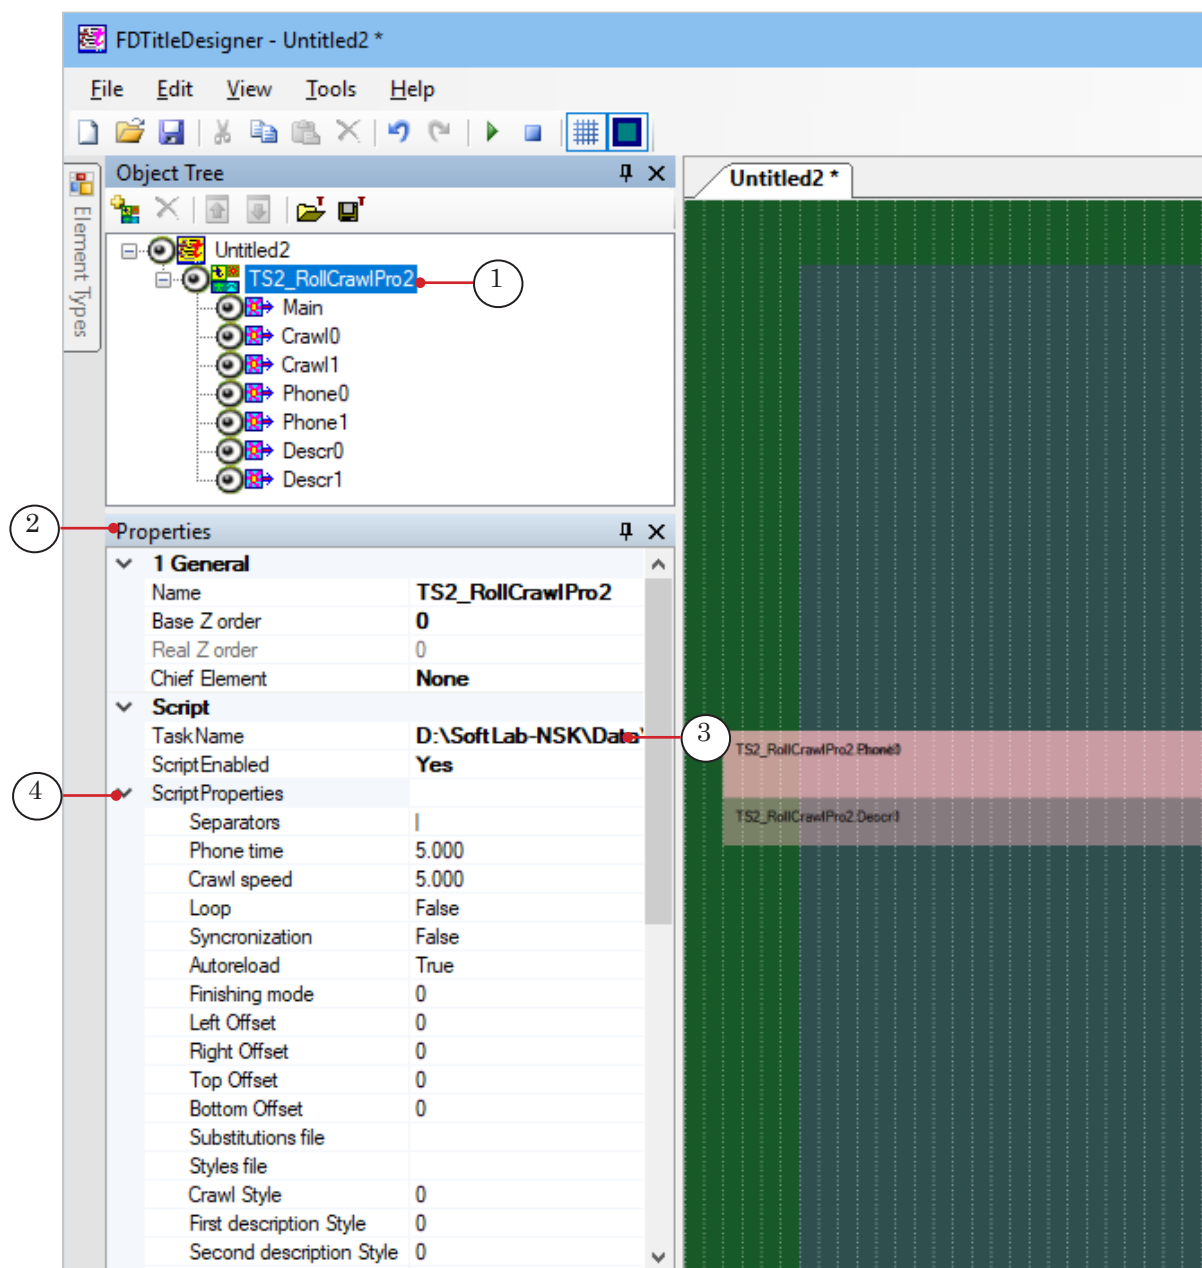 FDTitleDesigner - Untitled2 *
File Edit View Tools Help
Object Tree
Untitled2 *
Element Types
Untitled2
TS2_RollCrawlPro2
1
Main
Crawl0
Crawl1
Phone0
Phone1
Descr0
Descr1
2
Properties
1 General
Name TS2_RollCrawlPro2
Base Z order 0
Real Z order 0
Chief Element None
Script
TaskName D:\SoftLab-NSK\Data\
3
ScriptEnabled Yes
4
ScriptProperties
Separators |
Phone time 5.000
Crawl speed 5.000
Loop False
Syncronization False
Autoreload True
Finishing mode 0
Left Offset 0
Right Offset 0
Top Offset 0
Bottom Offset 0
Substitutions file
Styles file
Crawl Style 0
First description Style 0
Second description Style 0